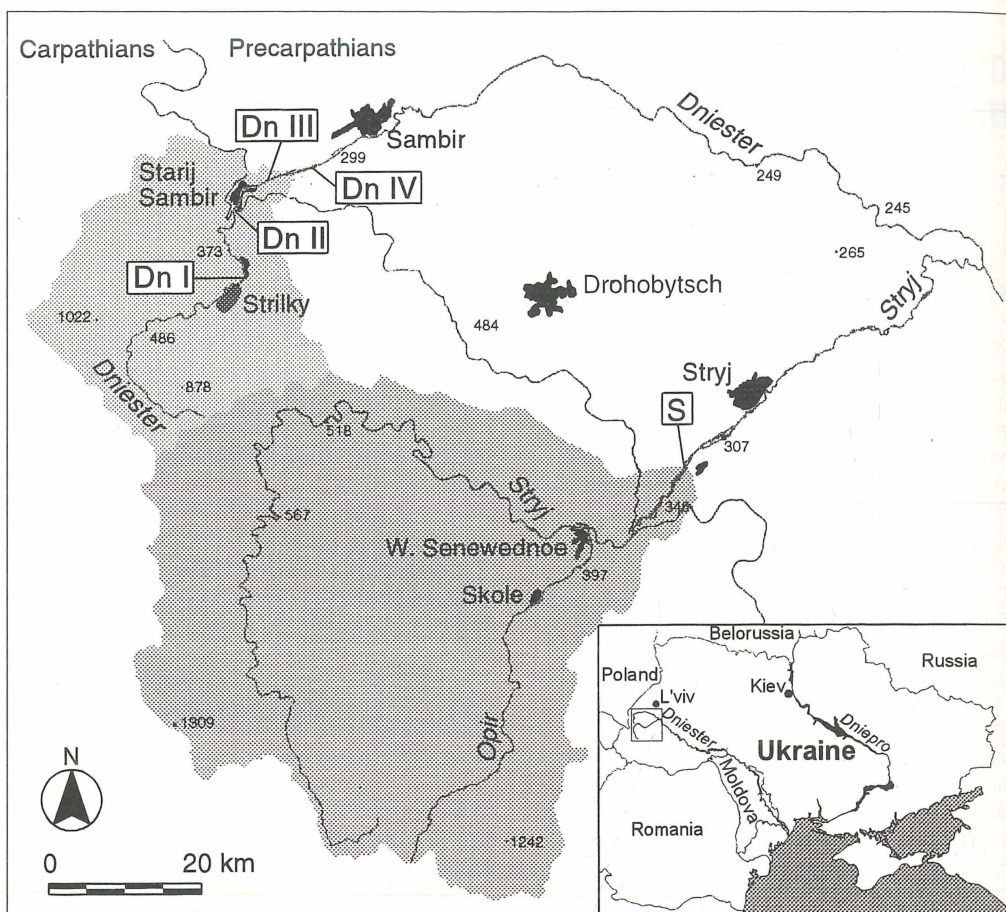 Carpathians
Precarpathians
Dn III
Sambir
299
Dn IV
Starij
Sambir
Dn II
373
Dn I
Strilky
1022
486
878
Dniester
Dniester
249
245
265
Drohobytsch
484
Stryj
Stryj
S
307
346
518
Stryj
567
W. Senewednoe
397
Skole
Opir
1309
1242
N
0
20 km
Belorussia
Poland
Russia
Kiev
L'viv
Dniester
Dniepro
Ukraine
Moldova
Romania